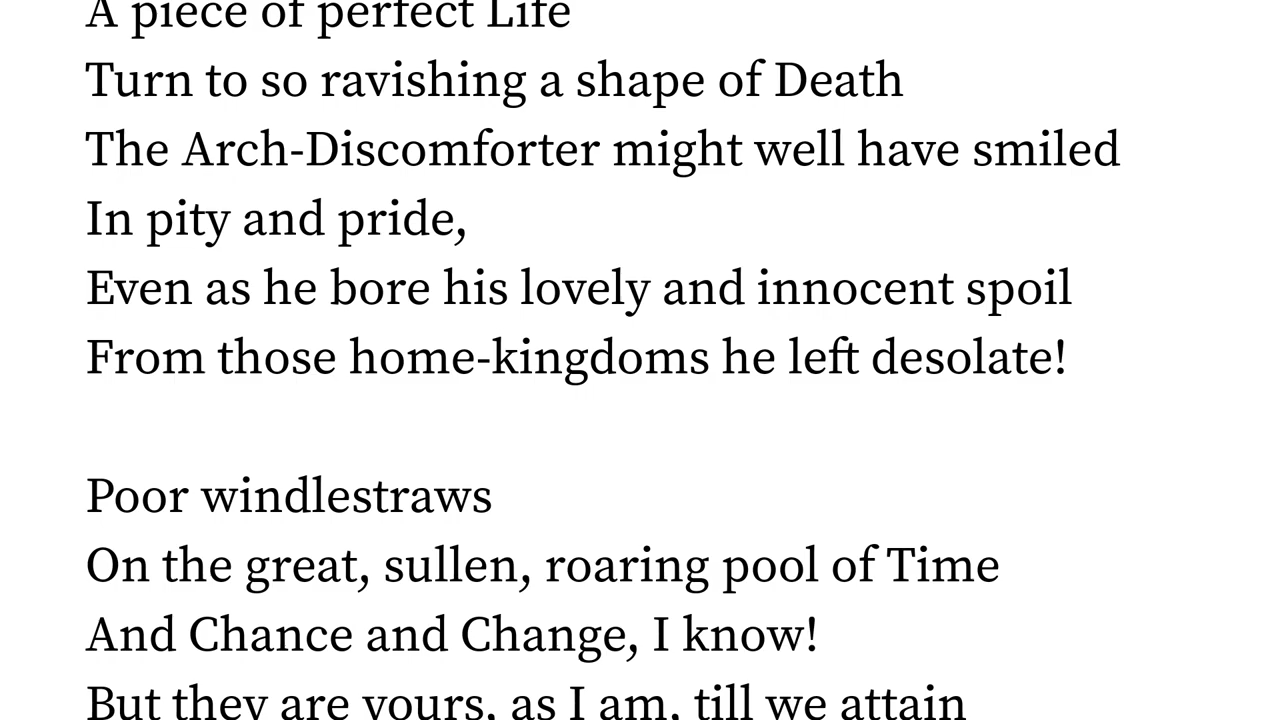 A piece of perfect Life
Turn to so ravishing a shape of Death
The Arch-Discomforter might well have smiled
In pity and pride,
Even as he bore his lovely and innocent spoil
From those home-kingdoms he left desolate!
Poor windlestraws
On the great, sullen, roaring pool of Time
And Chance and Change, I know!
But they are yours, as I am, till we attain